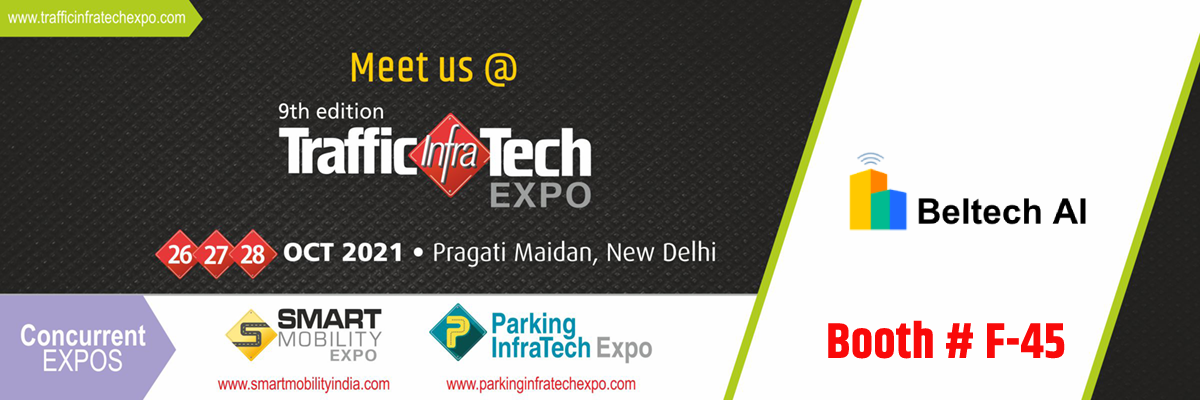 www.trafficinfratechexpo.com
Meet us @
9th edition
Traffic Infra Tech
EXPO
26 27 28 OCT 2021 • Pragati Maidan, New Delhi
Concurrent
EXPOS
S SMART
MOBILITY
EXPO
www.smartmobilityindia.com
P Parking
InfraTech Expo
www.parkinginfratechexpo.com
Beltech AI
Booth # F-45